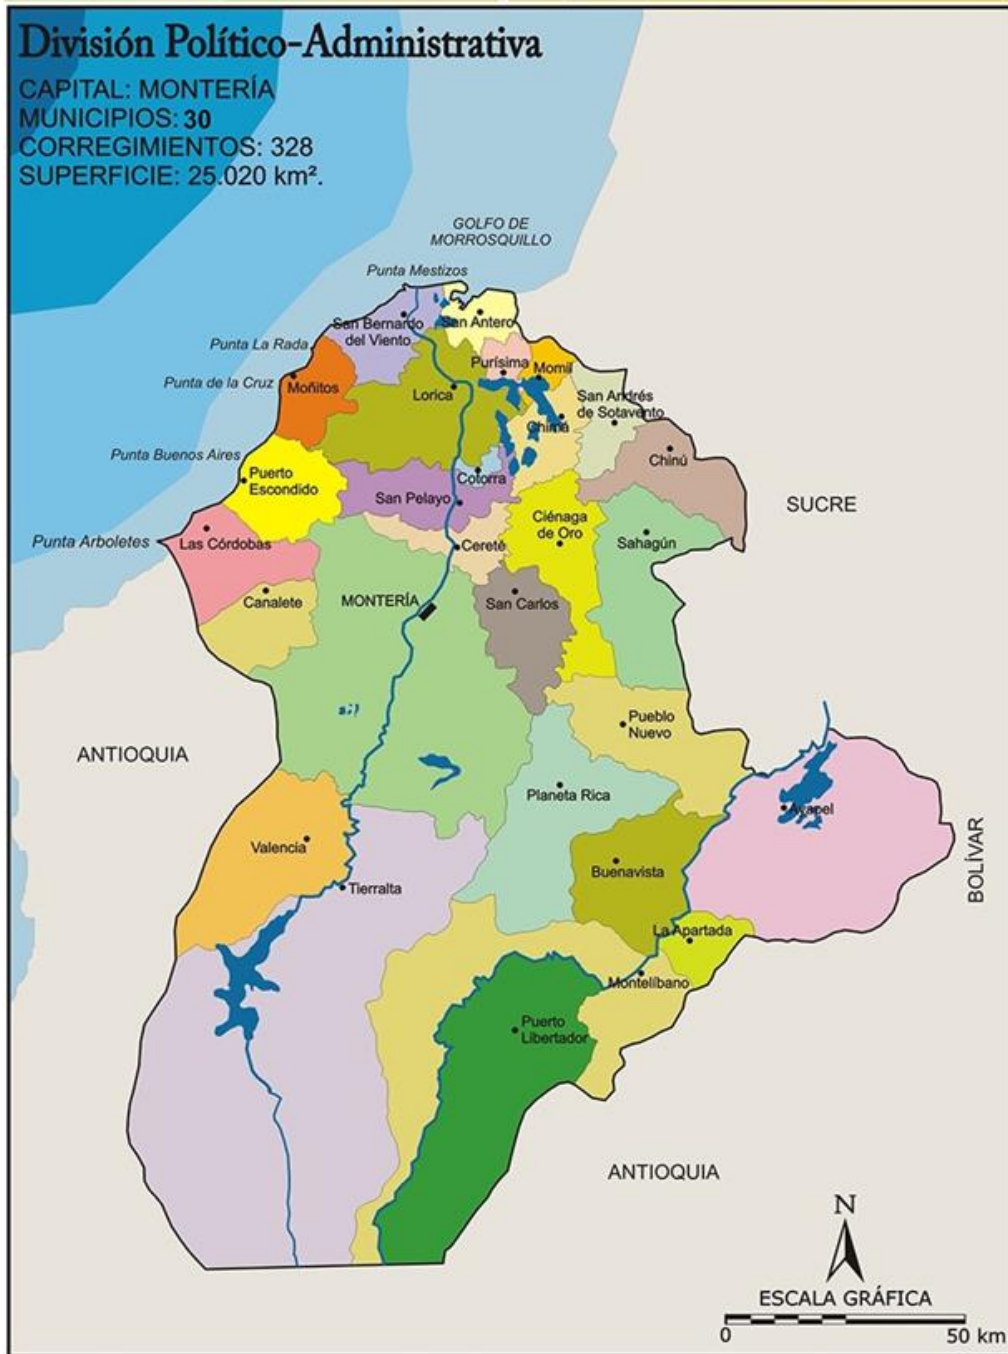 División Político-Administrativa
CAPITAL: MONTERÍA
MUNICIPIOS: 30
CORREGIMIENTOS: 328
SUPERFICIE: 25.020 km².
GOLFO DE
MORROSQUILLO
Punta Mestizos
San Bernardo
del Viento
San Antero
Punta La Rada
Purísima
Momil
Punta de la Cruz
Moñitos
Lorica
San Andrés
de Sotavento
Chimá
Punta Buenos Aires
Chinú
Puerto
Escondido
Cotorra
San Pelayo
SUCRE
Ciénaga
de Oro
Punta Arboletes
Las Córdobas
Cereté
Sahagún
Canalete
MONTERÍA
San Carlos
Pueblo
Nuevo
ANTIOQUIA
Planeta Rica
Ayapel
Valencia
Buenavista
BOLÍVAR
Tierralta
La Apartada
Montelíbano
Puerto
Libertador
ANTIOQUIA
N
ESCALA GRÁFICA
0 50 km